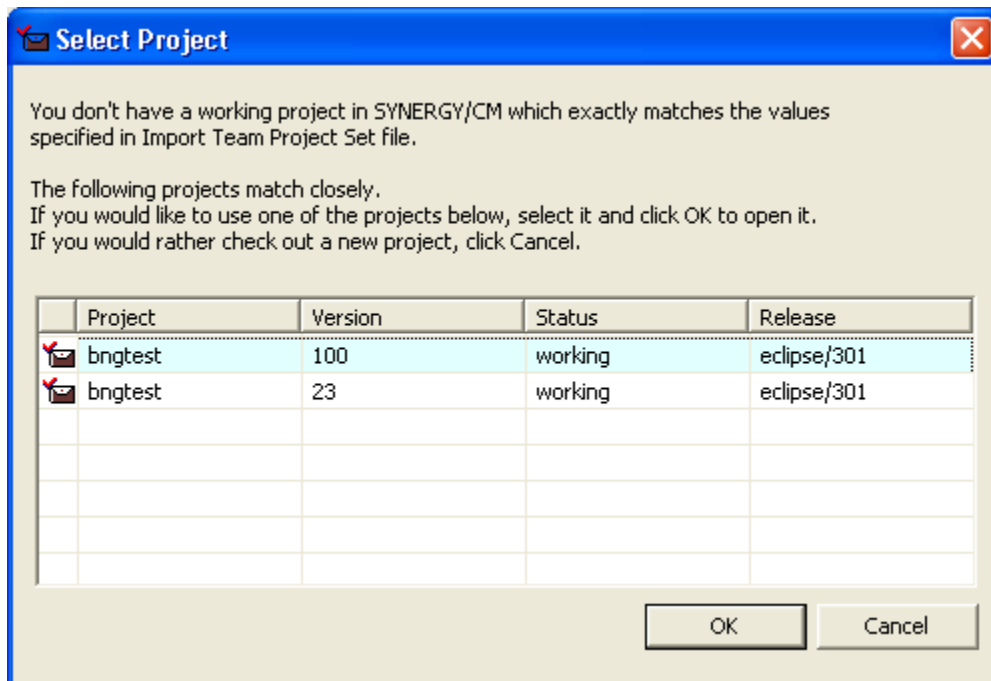 Select Project
You don't have a working project in SYNERGY/CM which exactly matches the values
specified in Import Team Project Set file.
The following projects match closely.
If you would like to use one of the projects below, select it and click OK to open it.
If you would rather check out a new project, click Cancel.
Project Version Status Release
bngtest 100 working eclipse/301
bngtest 23 working eclipse/301
OK Cancel